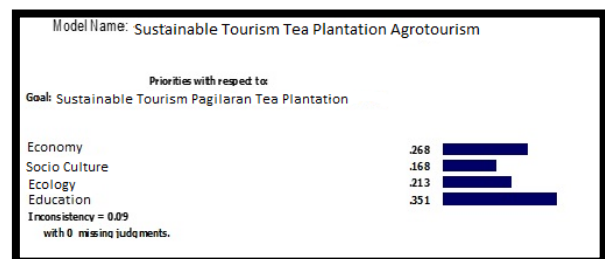 Model Name: Sustainable Tourism Tea Plantation Agrotourism
Priorities with respect to:
Goal: Sustainable Tourism Pagilaran Tea Plantation
Economy .268
Socio Culture .168
Ecology .213
Education .351
Inconsistency = 0.09
with 0 missing judgments.